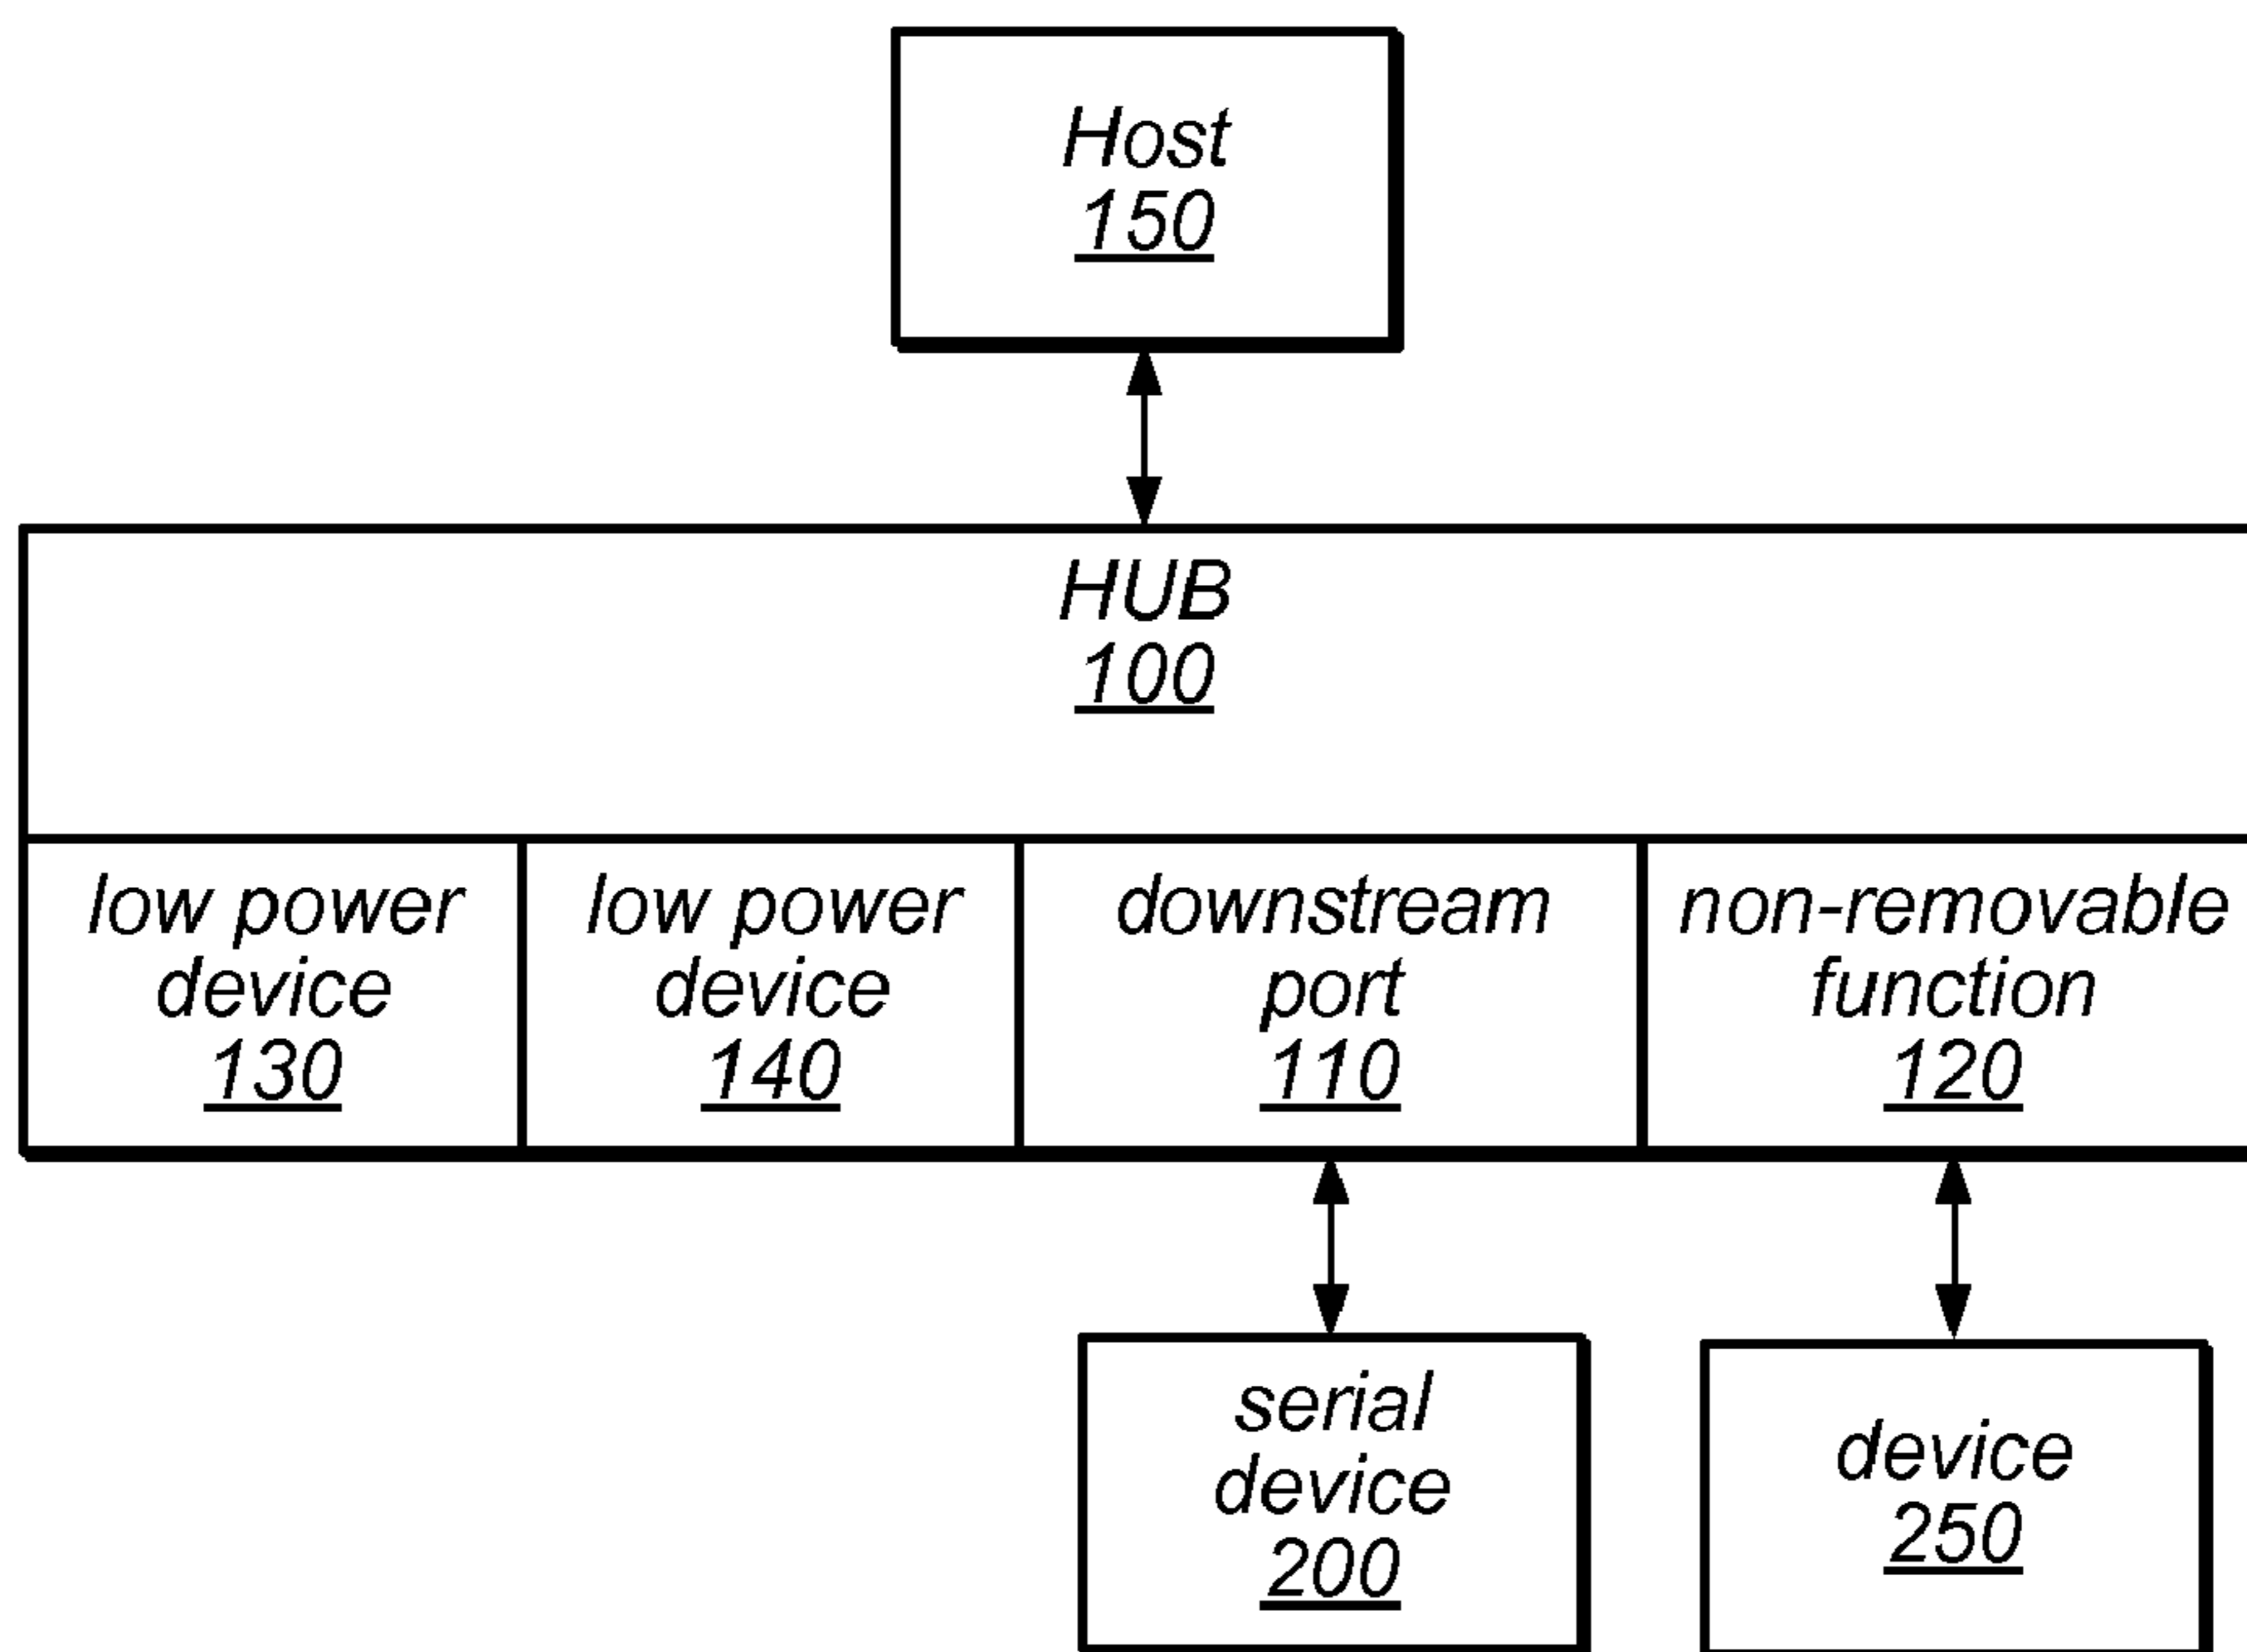 Host
150
HUB
100
low power
device
130
low power
device
140
downstream
port
110
non-removable
function
120
serial
device
200
device
250